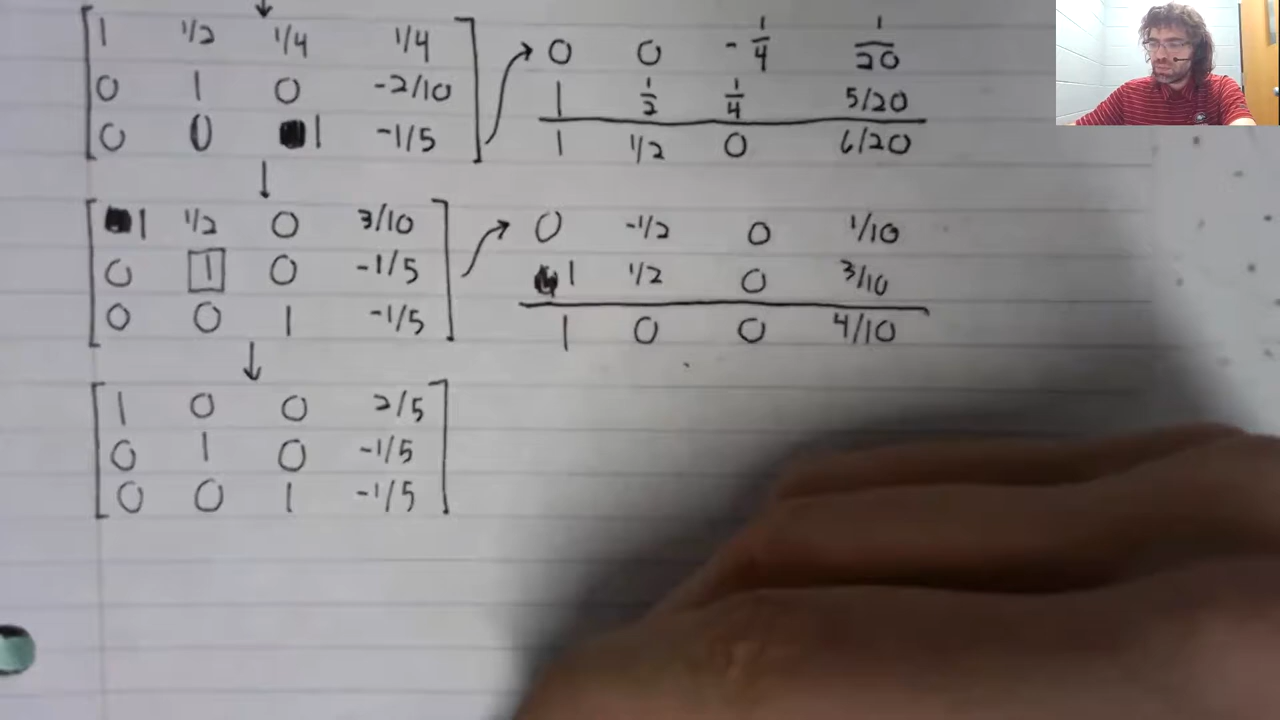 1 1/2 1/4 1/4
0 1 0 -2/10
0 0 1 -1/5
0 0 -1/4 1/20
1 1/2 1/4 5/20
1 1/2 0 6/20
1 1/2 0 3/10
0 1 0 -1/5
0 0 1 -1/5
0 -1/2 0 1/10
1 1/2 0 3/10
1 0 0 4/10
1 0 0 2/5
0 1 0 -1/5
0 0 1 -1/5